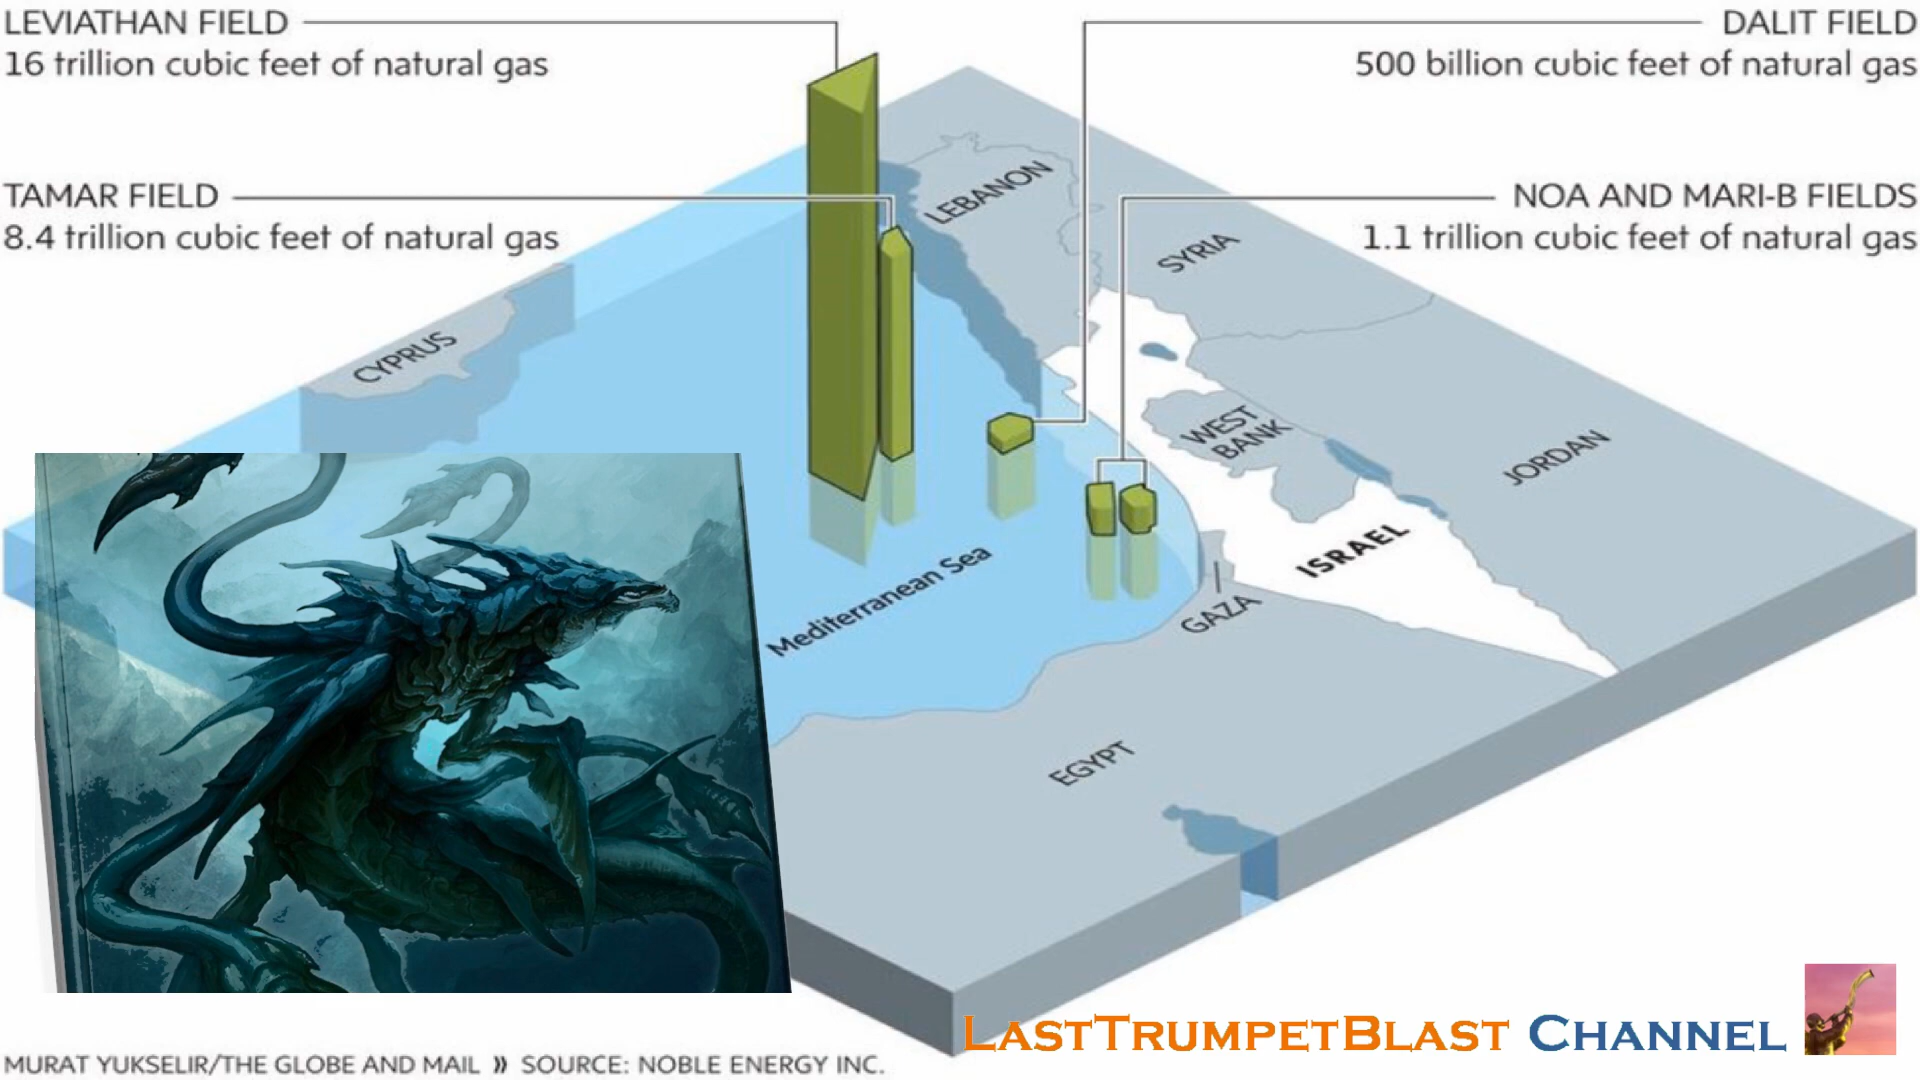 LEVIATHAN FIELD
16 trillion cubic feet of natural gas
DALIT FIELD
500 billion cubic feet of natural gas
TAMAR FIELD
8.4 trillion cubic feet of natural gas
NOA AND MARI-B FIELDS
1.1 trillion cubic feet of natural gas
LEBANON
SYRIA
CYPRUS
WEST
BANK
JORDAN
ISRAEL
Mediterranean Sea
GAZA
EGYPT
LASTTRUMPETBLAST CHANNEL
MURAT YUKSELIR/THE GLOBE AND MAIL » SOURCE: NOBLE ENERGY INC.